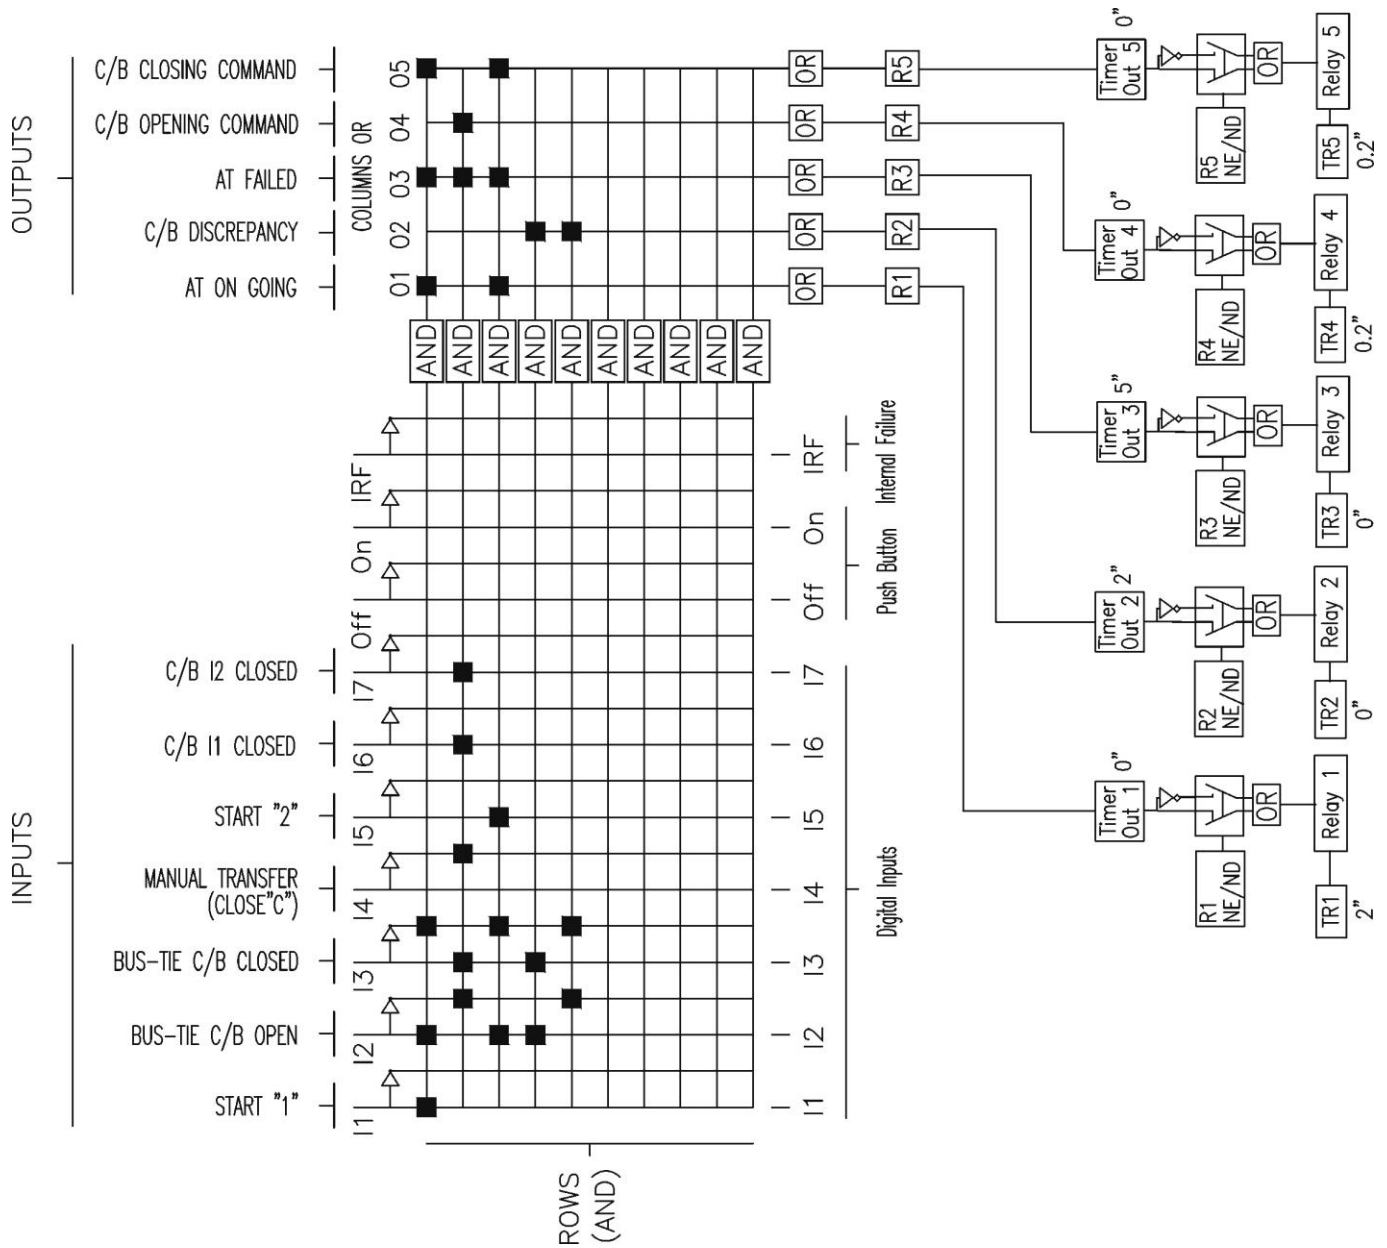 OUTPUTS
C/B CLOSING COMMAND
C/B OPENING COMMAND
AT FAILED
C/B DISCREPANCY
AT ON GOING
COLUMNS OR
O5
O4
O3
O2
O1
OR
OR
OR
OR
OR
R5
R4
R3
R2
R1
AND
AND
AND
AND
AND
AND
AND
AND
AND
AND
INPUTS
C/B I2 CLOSED
C/B I1 CLOSED
START "2"
MANUAL TRANSFER
(CLOSE"C")
BUS-TIE C/B CLOSED
BUS-TIE C/B OPEN
START "1"
IRF
On
Off
I7
I6
I5
I4
I3
I2
I1
IRF
On
Off
I7
I6
I5
I4
I3
I2
I1
Internal Failure
Push Button
Digital Inputs
ROWS
(AND)
Timer
Out 5
0"
R5
NE/ND
OR
Relay 5
TR5
0,2"
Timer
Out 4
0"
R4
NE/ND
OR
Relay 4
TR4
0.2"
Timer
Out 3
5"
R3
NE/ND
OR
Relay 3
TR3
0"
Timer
Out 2
2"
R2
NE/ND
OR
Relay 2
TR2
0"
Timer
Out 1
0"
R1
NE/ND
OR
Relay 1
TR1
2"